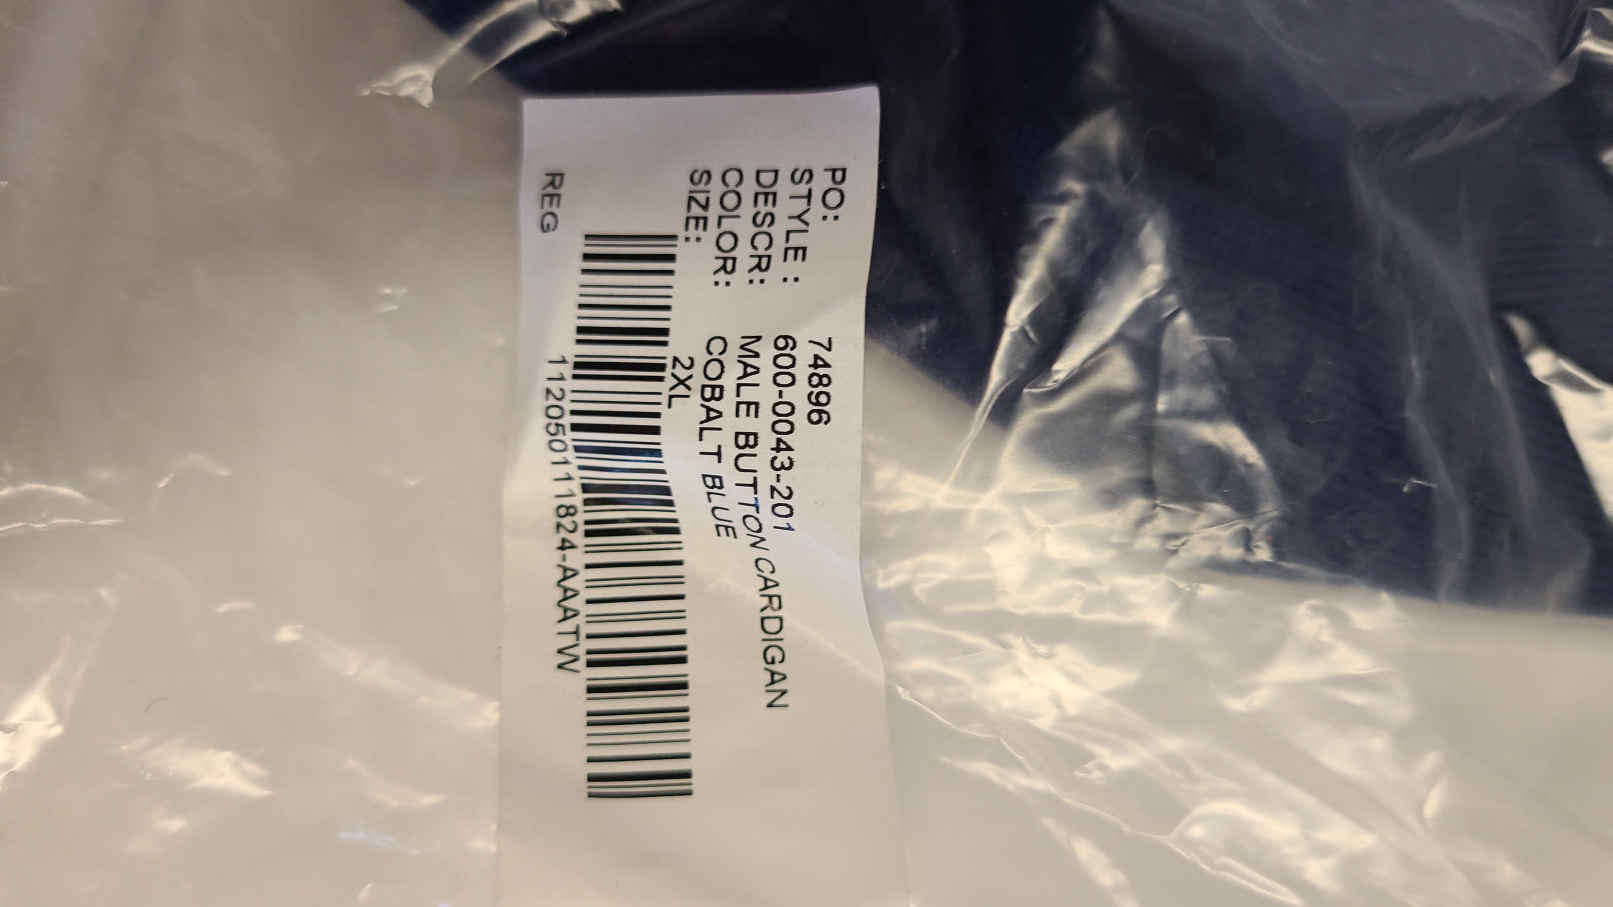 PO: 74896
STYLE : 600-0043-201
DESCR: MALE BUTTON CARDIGAN
COLOR: COBALT BLUE
SIZE: 2XL
112050111824-AAATW
REG